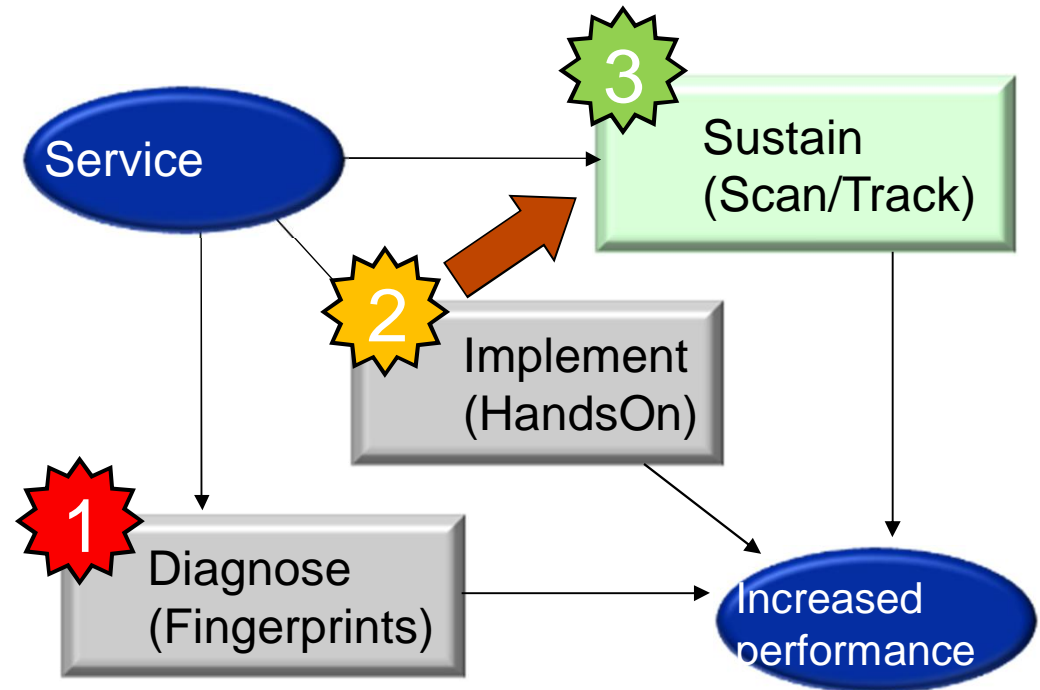 3
Sustain
(Scan/Track)
Service
2
Implement
(HandsOn)
1
Diagnose
(Fingerprints)
Increased
performance